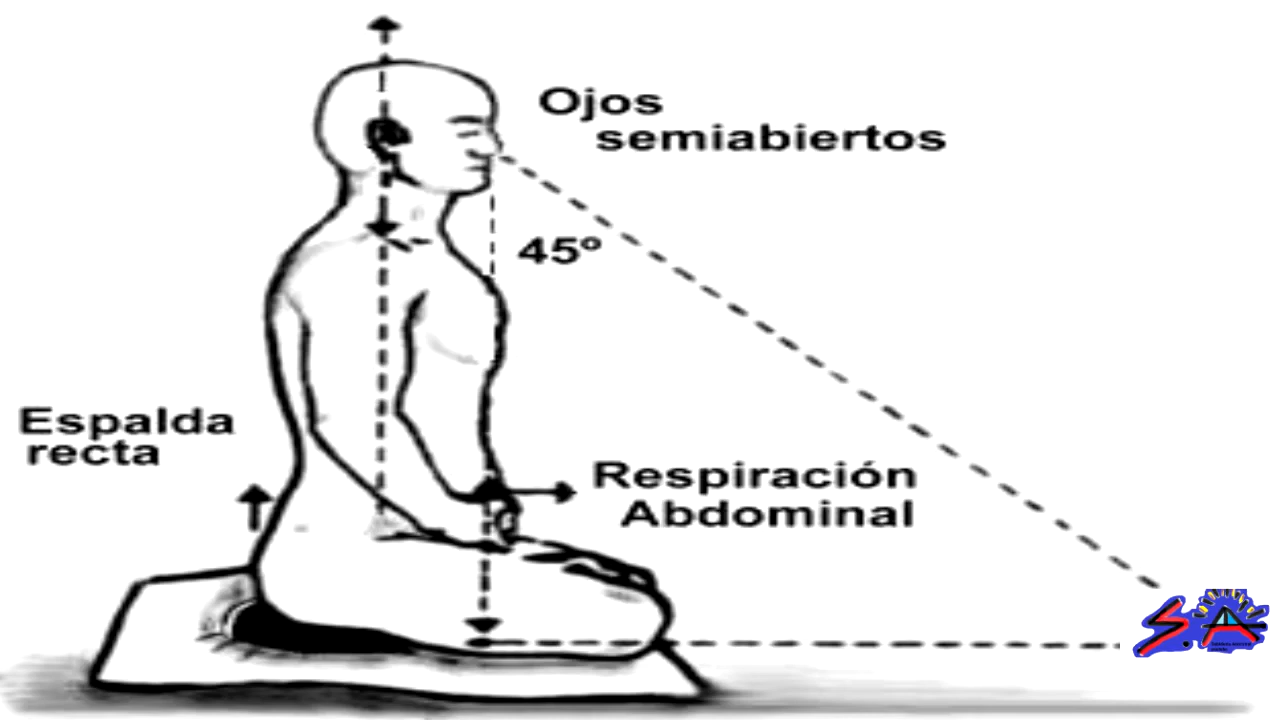 Ojos
semiabiertos
45º
Espalda
recta
Respiración
Abdominal
S.A